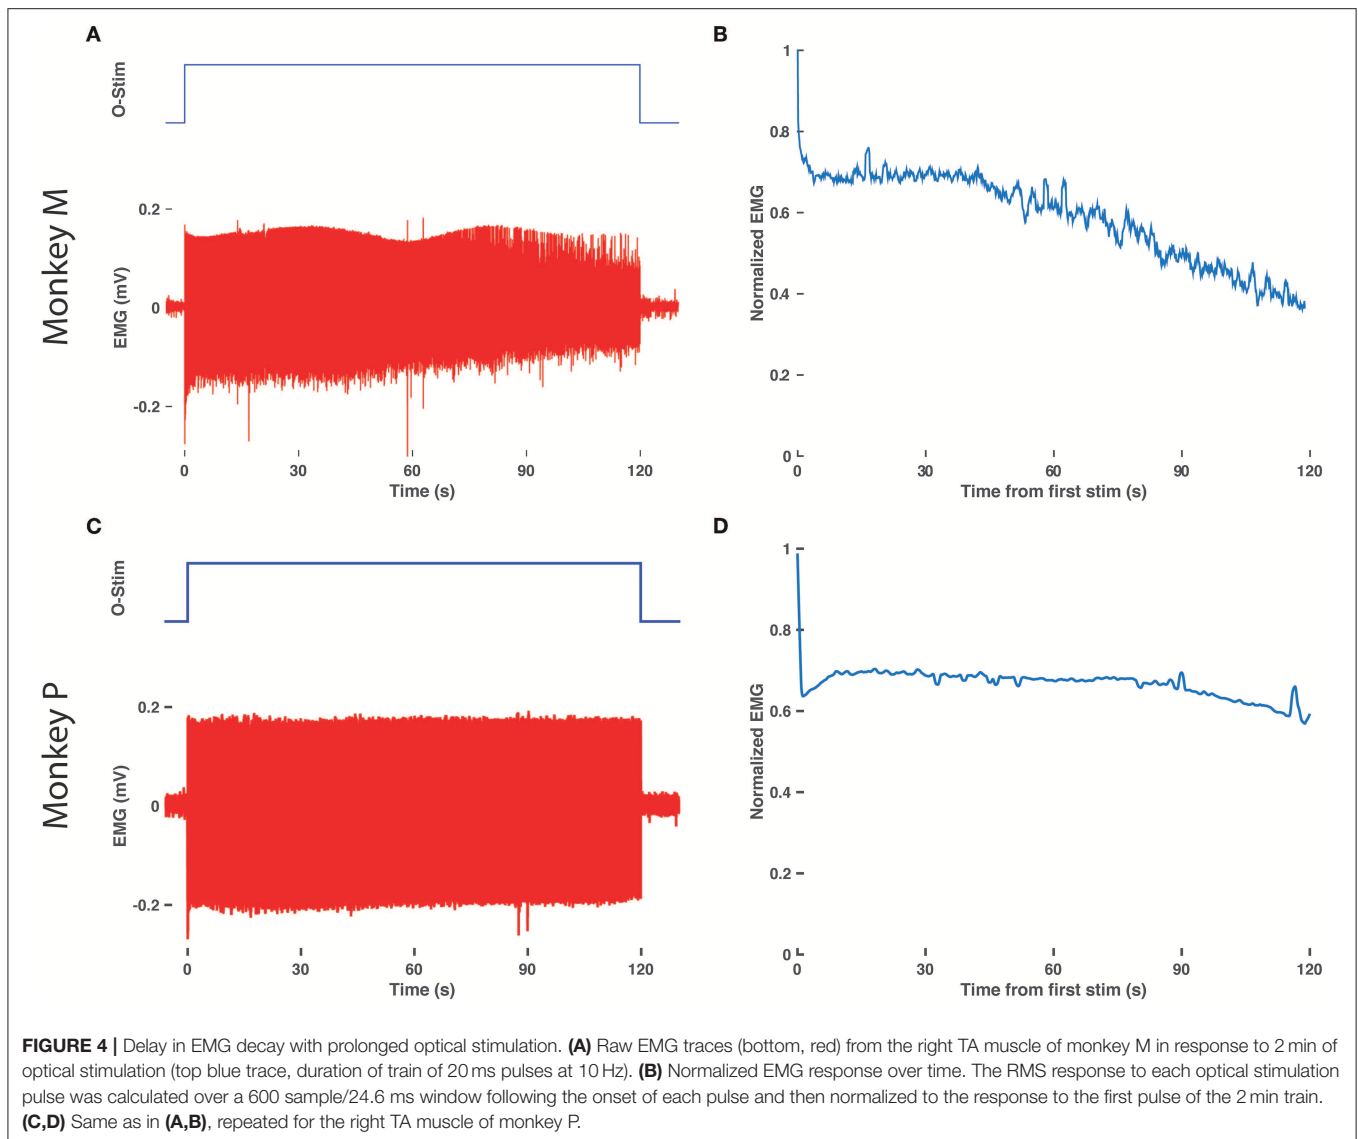 A
O-Stim
Monkey M
0.2
0
-0.2
EMG (mV)
0 30 60 90 120
Time (s)
B
1
0.8
0.6
0.4
0.2
0
Normalized EMG
0 30 60 90 120
Time from first stim (s)
C
O-Stim
Monkey P
0.2
0
-0.2
EMG (mV)
0 30 60 90 120
Time (s)
D
1
0.8
0.6
0.4
0.2
0
Normalized EMG
0 30 60 90 120
Time from first stim (s)
FIGURE 4 | Delay in EMG decay with prolonged optical stimulation. (A) Raw EMG traces (bottom, red) from the right TA muscle of monkey M in response to 2 min of
optical stimulation (top blue trace, duration of train of 20 ms pulses at 10 Hz). (B) Normalized EMG response over time. The RMS response to each optical stimulation
pulse was calculated over a 600 sample/24.6 ms window following the onset of each pulse and then normalized to the response to the first pulse of the 2 min train.
(C,D) Same as in (A,B), repeated for the right TA muscle of monkey P.